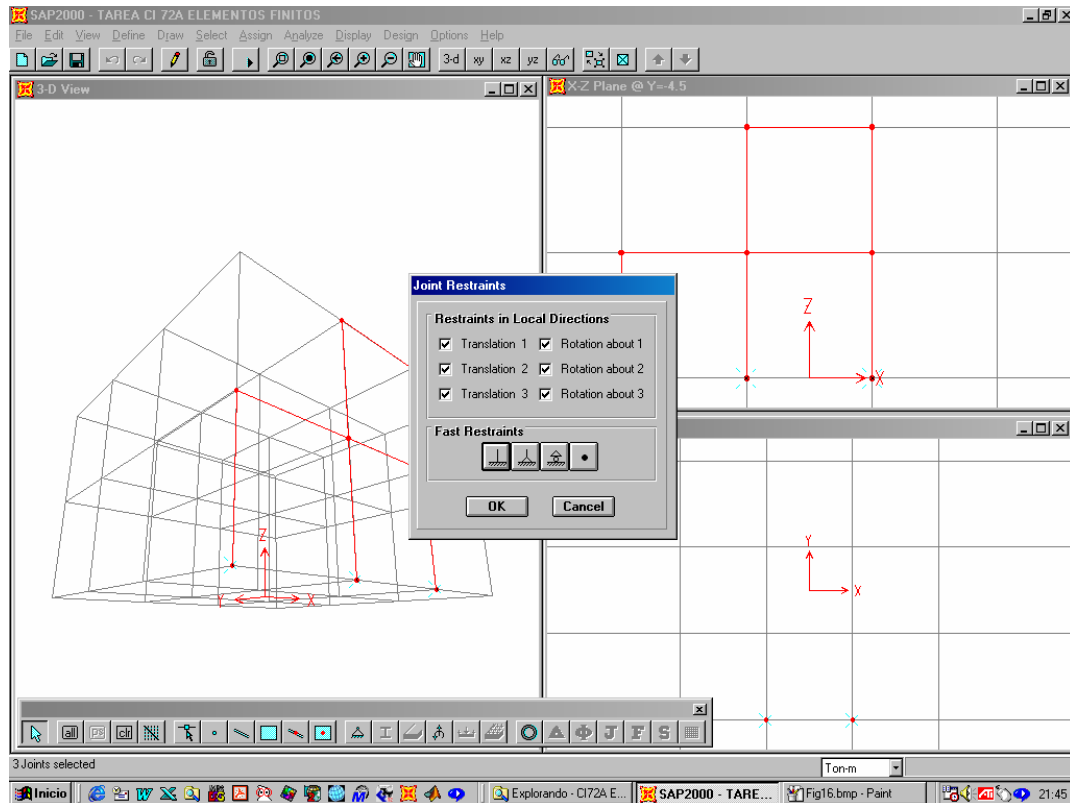 SAP2000 - TAREA CI 72A ELEMENTOS FINITOS
File Edit View Define Draw Select Assign Analyze Display Design Options Help
3-d xy xz yz
3-D View
X-Z Plane @ Y=-4.5
Z
X
Joint Restraints
Restraints in Local Directions
Translation 1 Rotation about 1
Translation 2 Rotation about 2
Translation 3 Rotation about 3
Fast Restraints
OK Cancel
Z
Y X
Y
X
all ps clr
J F S
3 Joints selected
Ton-m
Inicio
Explorando - CI72A E...
SAP2000 - TARE...
Fig16.bmp - Paint
21:45